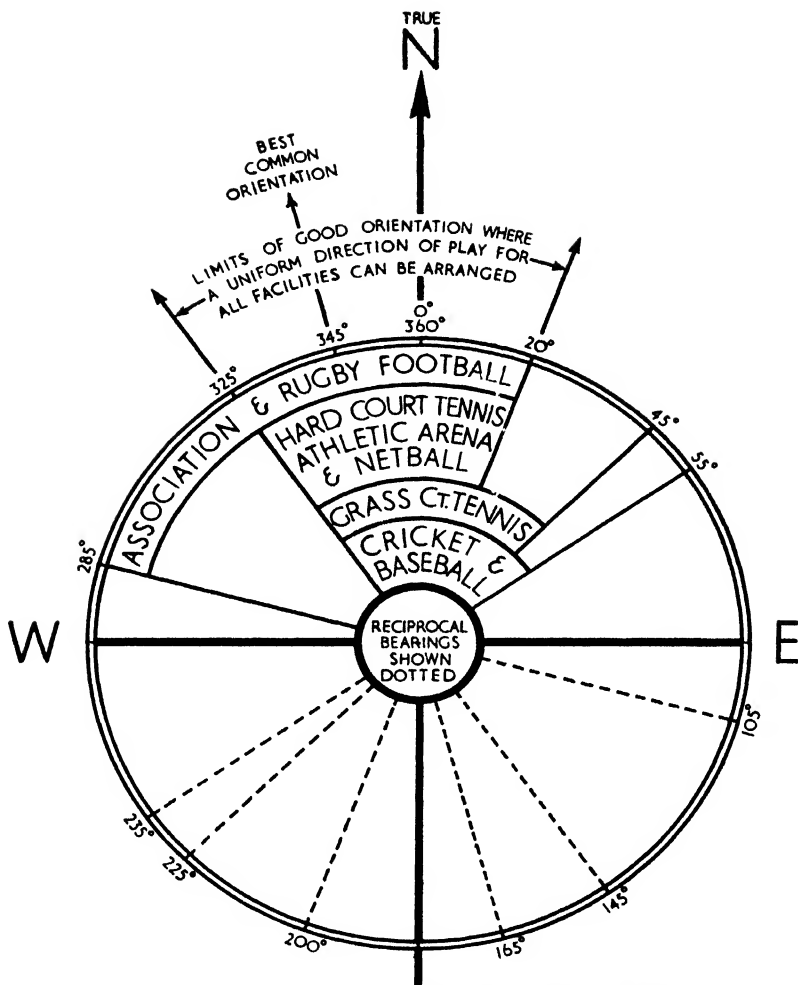 TRUE
N
BEST
COMMON
ORIENTATION
LIMITS OF GOOD ORIENTATION WHERE
A UNIFORM DIRECTION OF PLAY FOR
ALL FACILITIES CAN BE ARRANGED
0°
360°
345°
325°
20°
45°
55°
285°
ASSOCIATION & RUGBY FOOTBALL
HARD COURT TENNIS
ATHLETIC ARENA
& NETBALL
GRASS CT. TENNIS
CRICKET &
BASEBALL
W
E
RECIPROCAL
BEARINGS
SHOWN
DOTTED
105°
235°
225°
145°
200°
165°